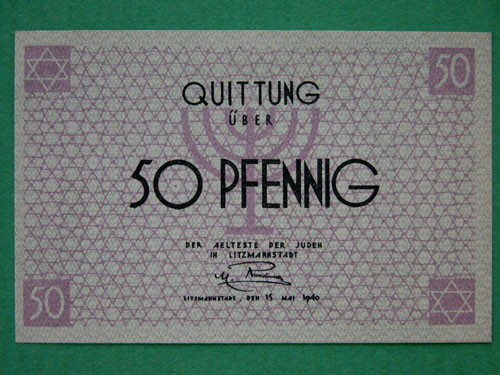 50
QUITTUNG
ÜBER
50 PFENNIG
DER AELTESTE DER JUDEN
IN LITZMANNSTADT
LITZMANNSTADT, DEN 15. MAI 1940
50